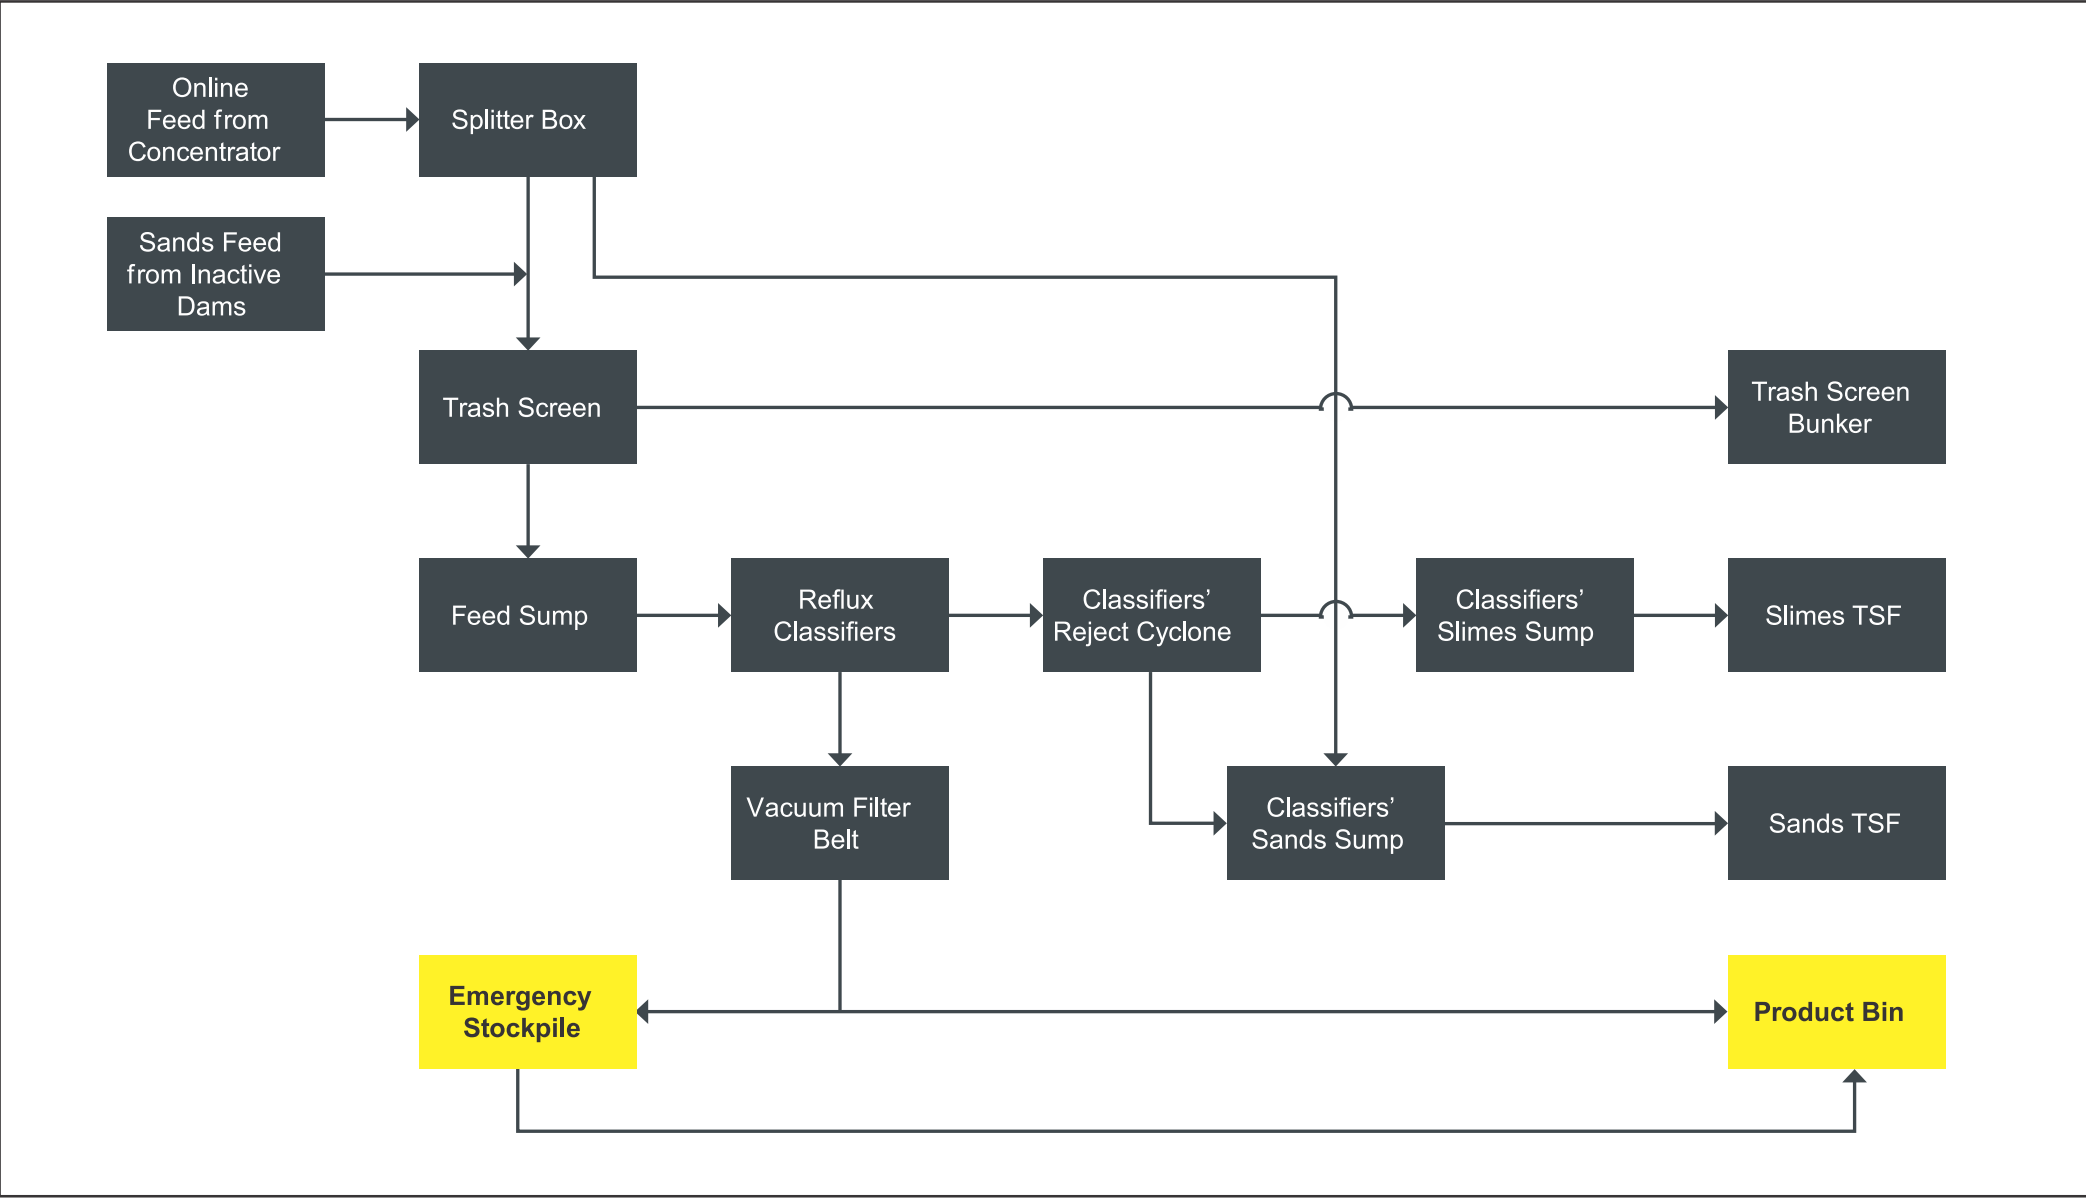 Online
Feed from
Concentrator
Splitter Box
Sands Feed
from Inactive
Dams
Trash Screen
Trash Screen
Bunker
Feed Sump
Reflux
Classifiers
Classifiers’
Reject Cyclone
Classifiers’
Slimes Sump
Slimes TSF
Vacuum Filter
Belt
Classifiers’
Sands Sump
Sands TSF
Emergency
Stockpile
Product Bin